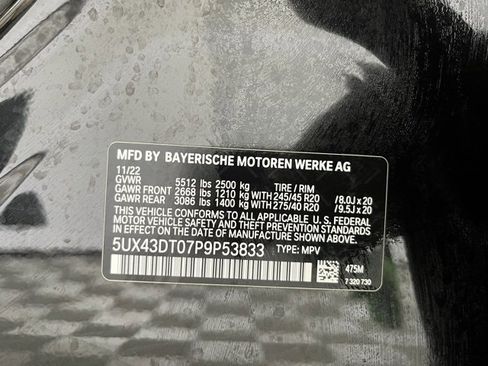 MFD BY BAYERISCHE MOTOREN WERKE AG
11/22
GVWR 5512 lbs 2500 kg TIRE / RIM
GAWR FRONT 2668 lbs 1210 kg WITH 245/45 R20 / 8.0J x 20
GAWR REAR 3086 lbs 1400 kg WITH 275/40 R20 / 9.5J x 20
THIS VEHICLE CONFORMS TO ALL APPLICABLE U.S. FEDERAL
MOTOR VEHICLE SAFETY STANDARDS
IN EFFECT ON THE DATE OF MANUFACTURE SHOWN ABOVE.
5UX43DT07P9P53833 TYPE: MPV
475M
7 320 730